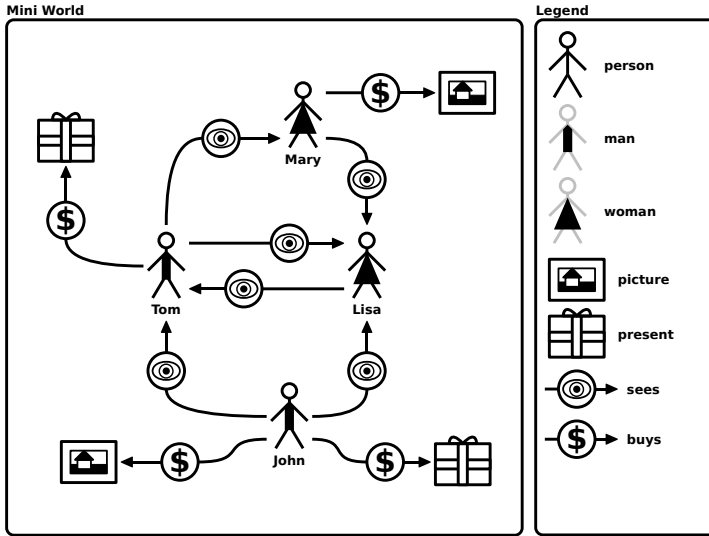 Mini World
Legend
person
man
woman
picture
present
sees
buys
$
Mary
$
Tom
Lisa
John
$
$
$